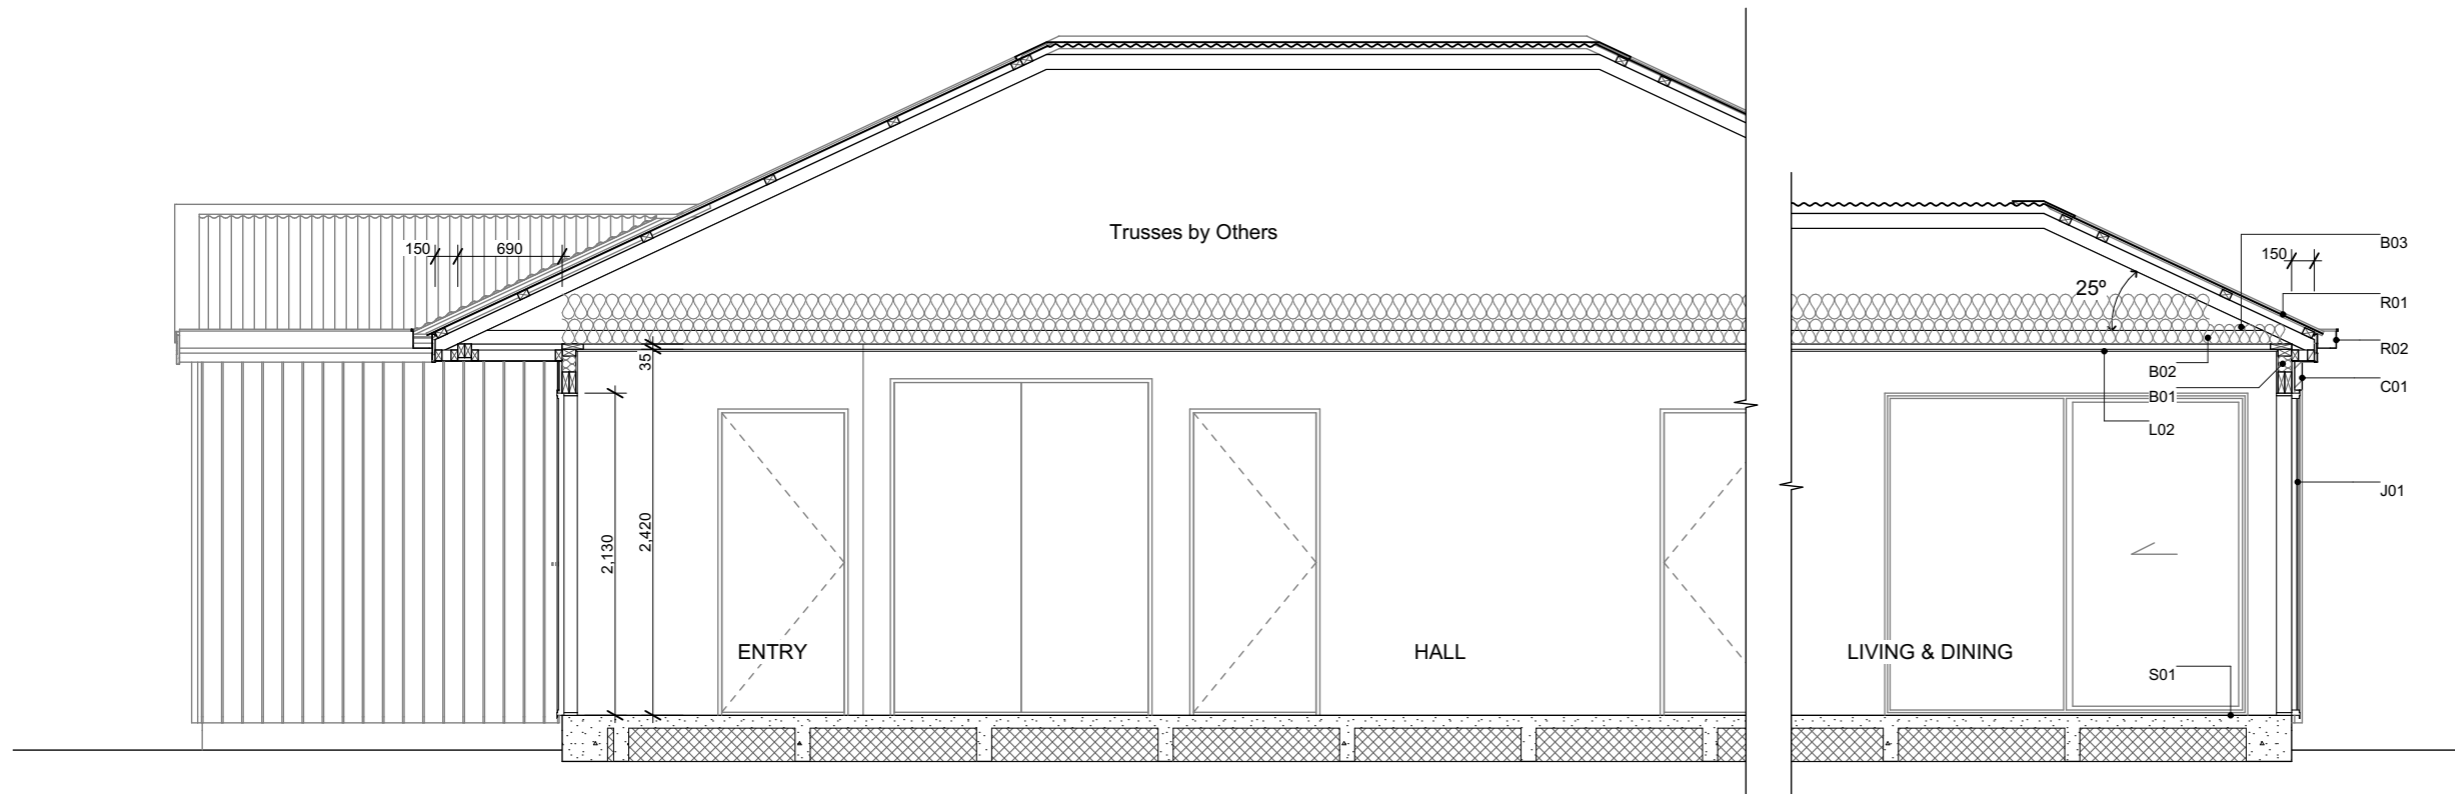 Trusses by Others
150
690
150
25º
B03
R01
R02
35
B02
B01
C01
L02
J01
2,130
2,420
ENTRY
HALL
LIVING & DINING
S01